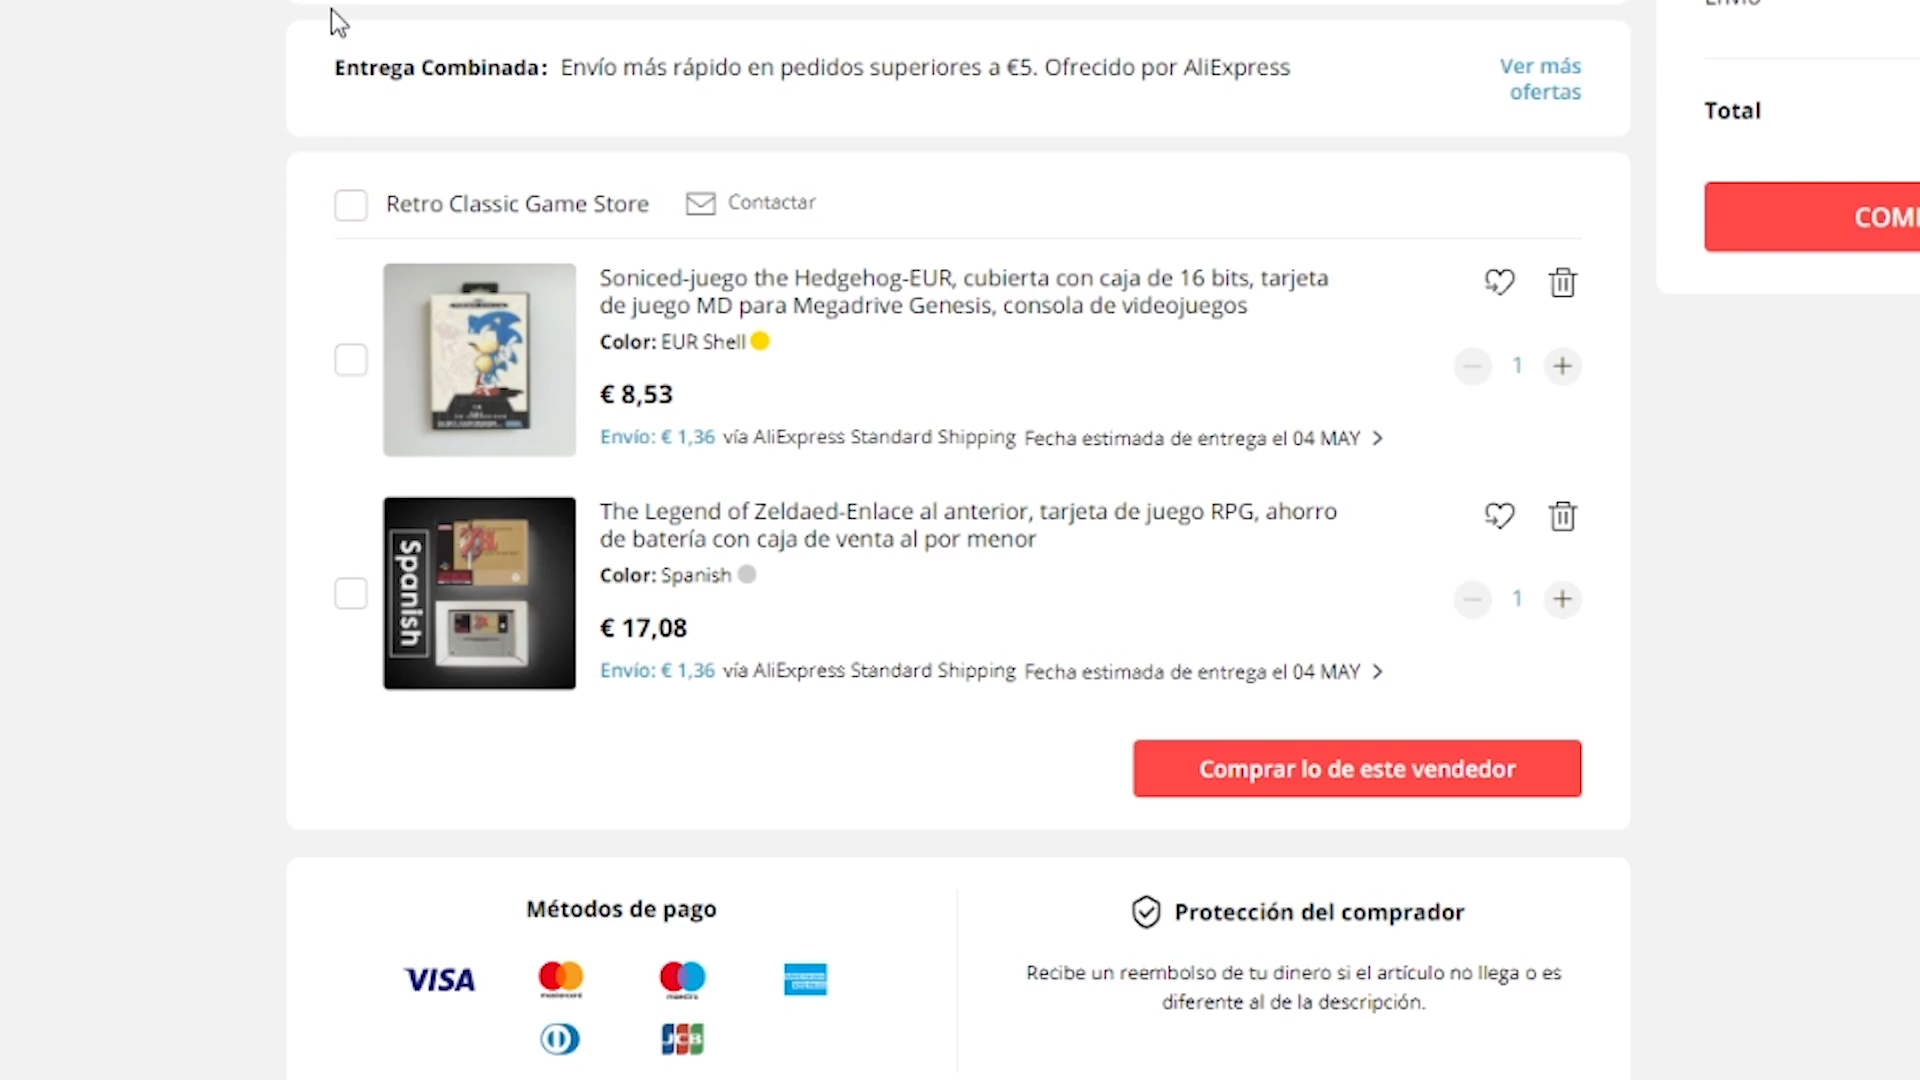 Envío
Entrega Combinada: Envío más rápido en pedidos superiores a €5. Ofrecido por AliExpress
Ver más
ofertas
Total
Retro Classic Game Store
Contactar
COM
Soniced-juego the Hedgehog-EUR, cubierta con caja de 16 bits, tarjeta
de juego MD para Megadrive Genesis, consola de videojuegos
Color: EUR Shell
€ 8,53
1
Envío: € 1,36 vía AliExpress Standard Shipping Fecha estimada de entrega el 04 MAY
Spanish
The Legend of Zeldaed-Enlace al anterior, tarjeta de juego RPG, ahorro
de batería con caja de venta al por menor
Color: Spanish
€ 17,08
1
Envío: € 1,36 vía AliExpress Standard Shipping Fecha estimada de entrega el 04 MAY
Comprar lo de este vendedor
Métodos de pago
VISA
mastercard
maestro
JCB
Protección del comprador
Recibe un reembolso de tu dinero si el artículo no llega o es
diferente al de la descripción.